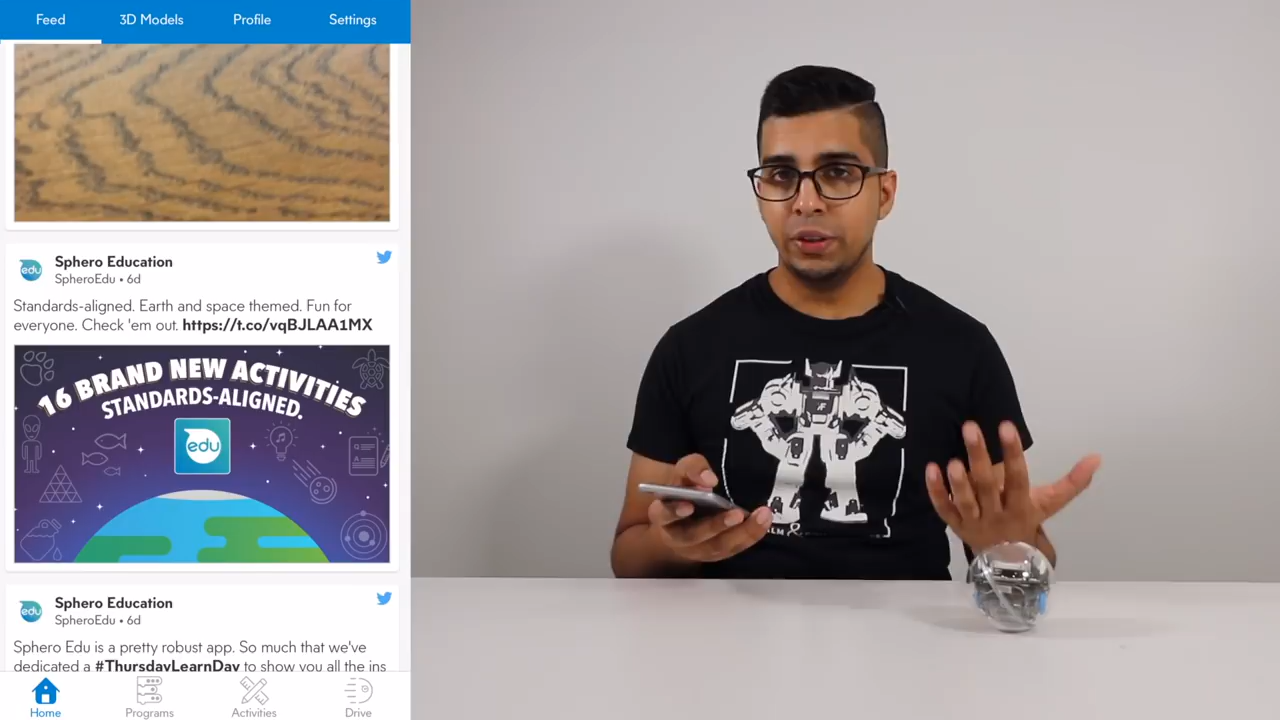 Feed
3D Models
Profile
Settings
Sphero Education
SpheroEdu • 6d
Standards-aligned. Earth and space themed. Fun for
everyone. Check 'em out. https://t.co/vqBJLAA1MX
16 BRAND NEW ACTIVITIES
STANDARDS-ALIGNED.
edu
Sphero Education
SpheroEdu • 6d
Sphero Edu is a pretty robust app. So much that we've
dedicated a #ThursdayLearnDay to show you all the ins
Home
Programs
Activities
Drive